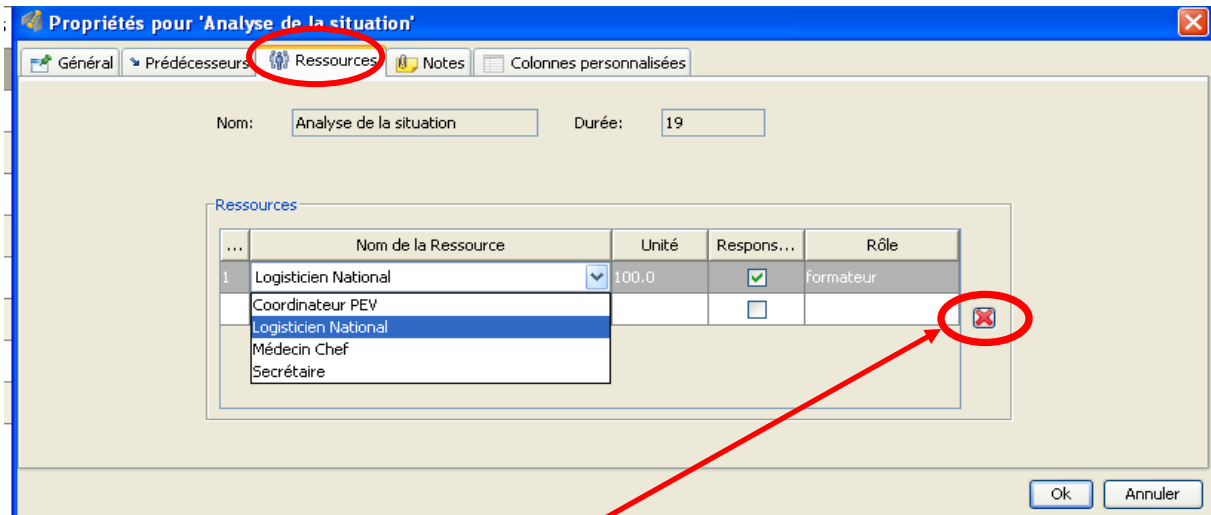 Propriétés pour 'Analyse de la situation'
Général Prédécesseurs Ressources Notes Colonnes personnalisées
Nom: Analyse de la situation Durée: 19
Ressources
... Nom de la Ressource Unité Respons... Rôle
1 Logisticien National 100.0 formateur
Coordinateur PEV
Logisticien National
Médecin Chef
Secrétaire
Ok Annuler